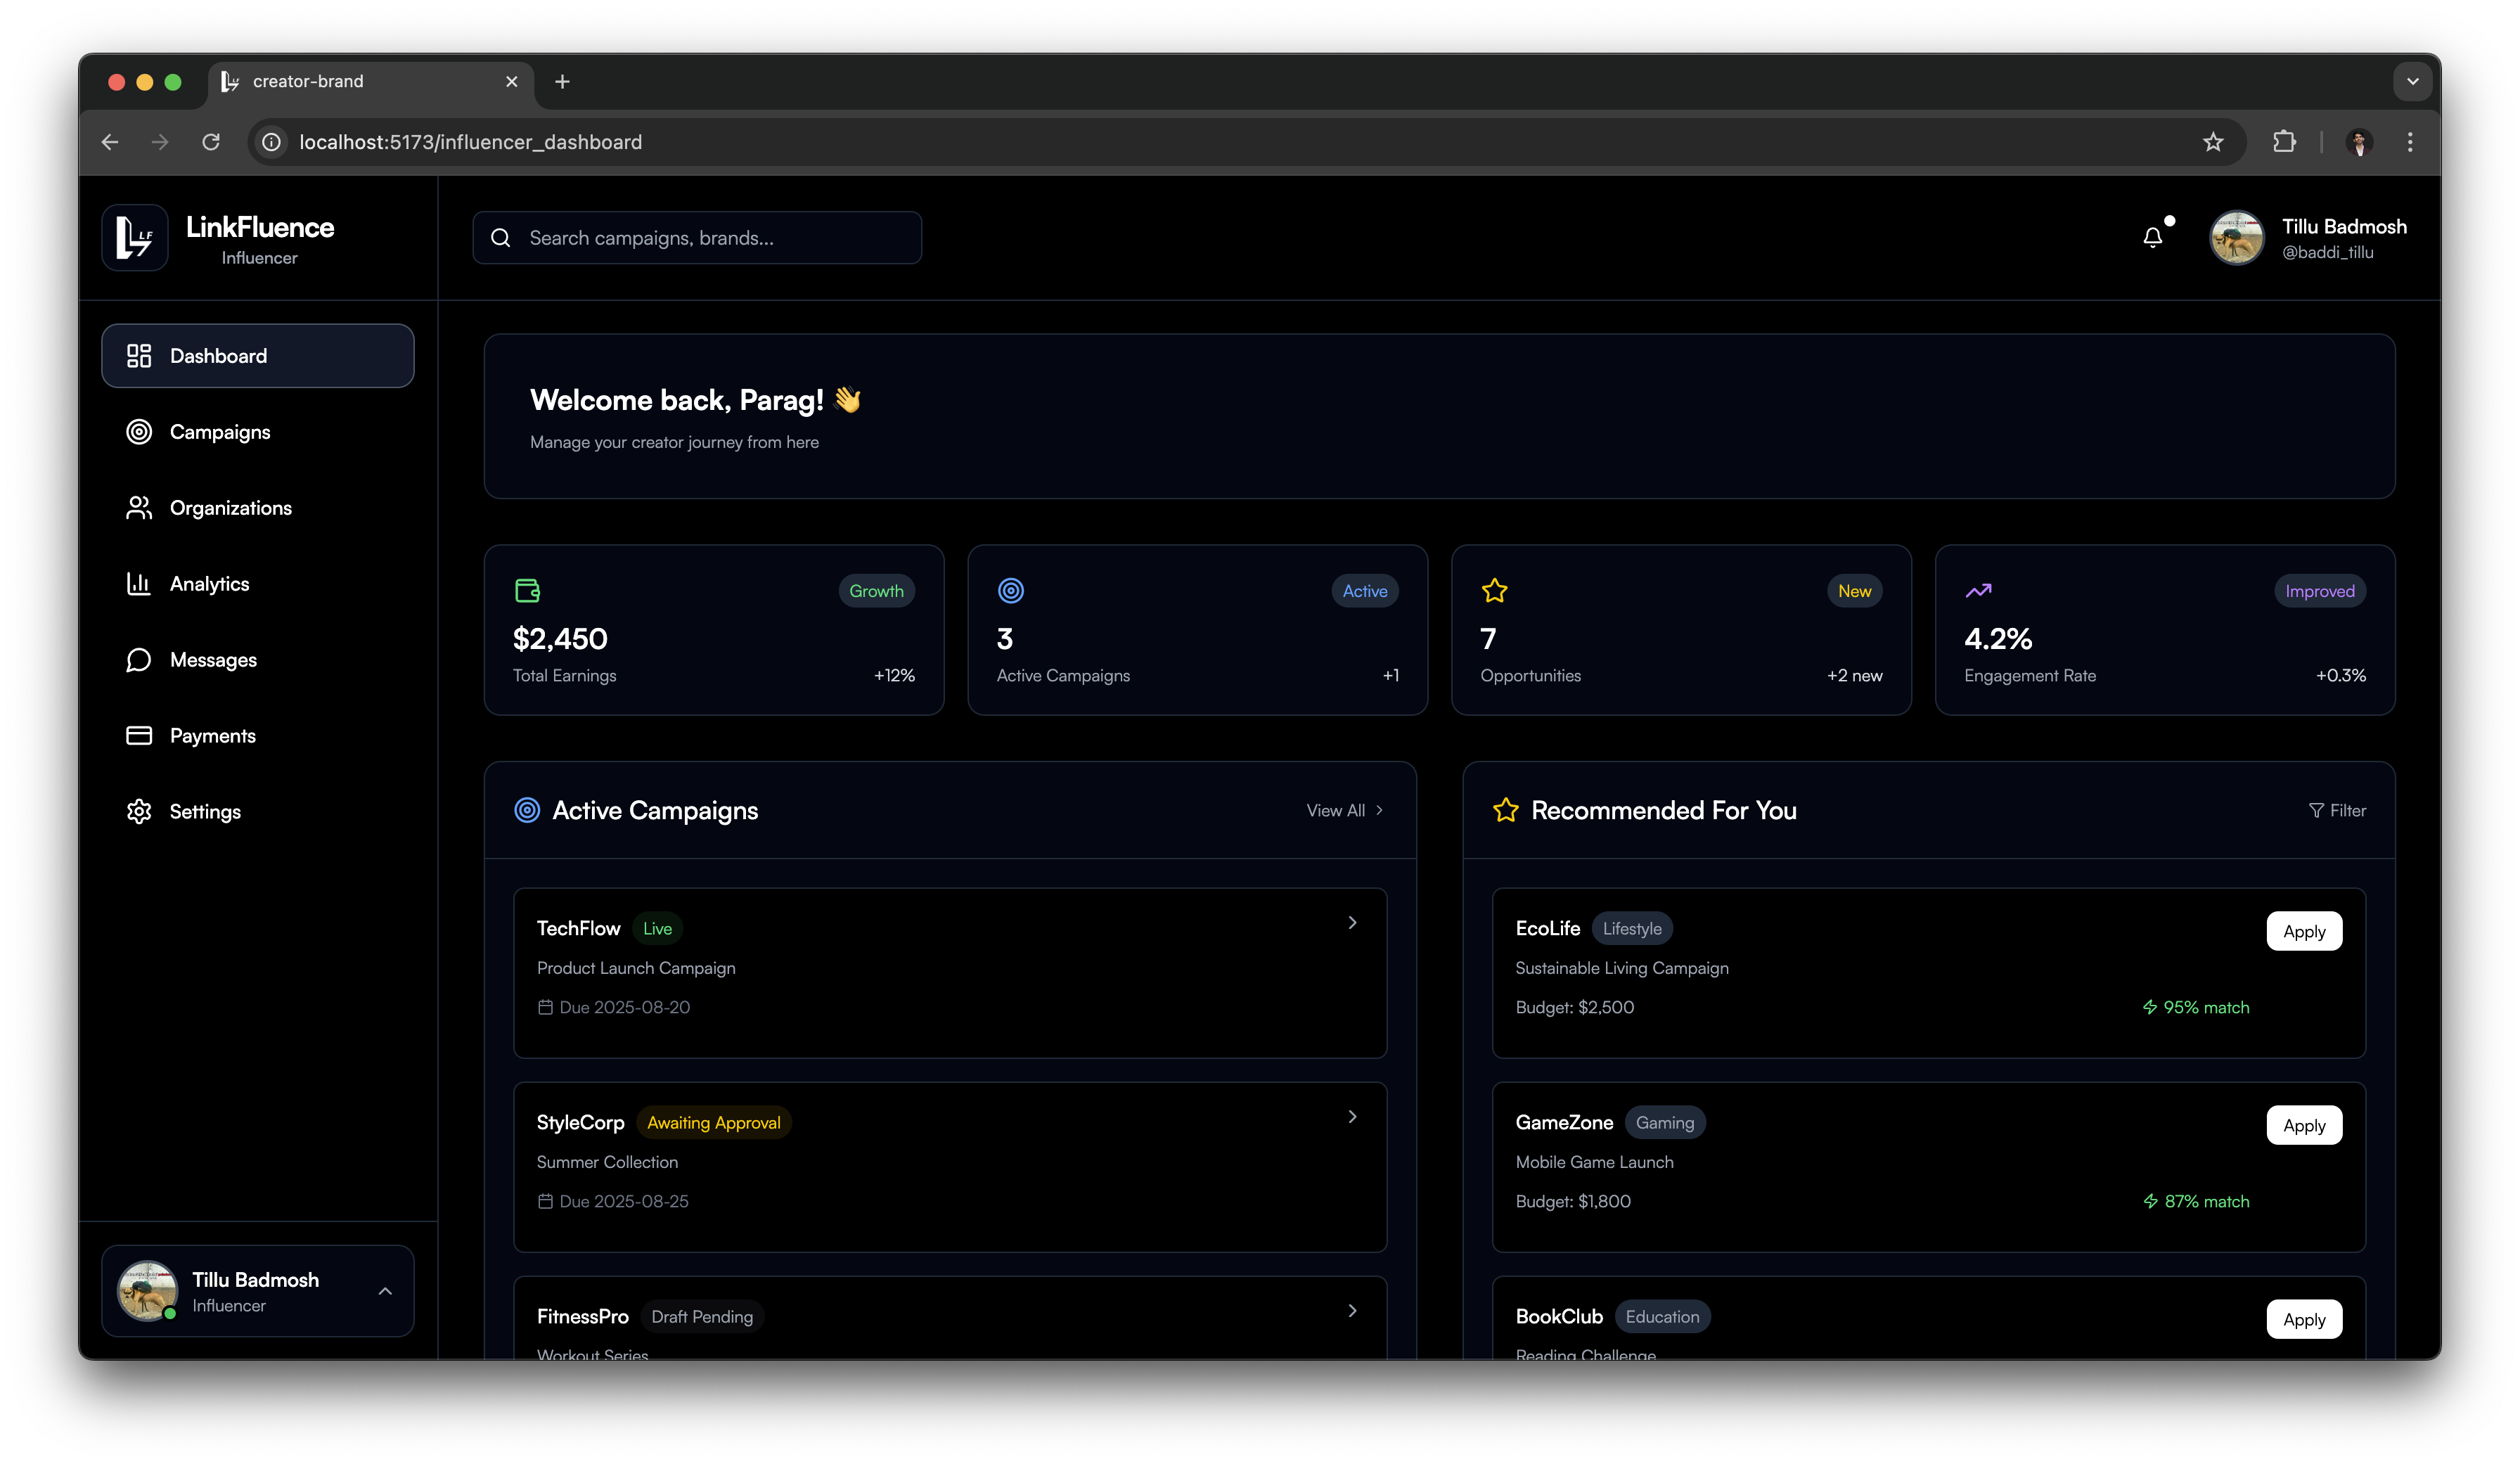 creator-brand
localhost:5173/influencer_dashboard
LF
LinkFluence
Influencer
Search campaigns, brands...
Tillu Badmosh
@baddi_tillu
Dashboard
Campaigns
Organizations
Analytics
Messages
Payments
Settings
Tillu Badmosh
Influencer
Welcome back, Parag! 👋
Manage your creator journey from here
Growth
$2,450
Total Earnings +12%
Active
3
Active Campaigns +1
New
7
Opportunities +2 new
Improved
4.2%
Engagement Rate +0.3%
Active Campaigns View All
TechFlow Live
Product Launch Campaign
Due 2025-08-20
StyleCorp Awaiting Approval
Summer Collection
Due 2025-08-25
FitnessPro Draft Pending
Workout Series
Recommended For You Filter
EcoLife Lifestyle Apply
Sustainable Living Campaign
Budget: $2,500 95% match
GameZone Gaming Apply
Mobile Game Launch
Budget: $1,800 87% match
BookClub Education Apply
Reading Challenge